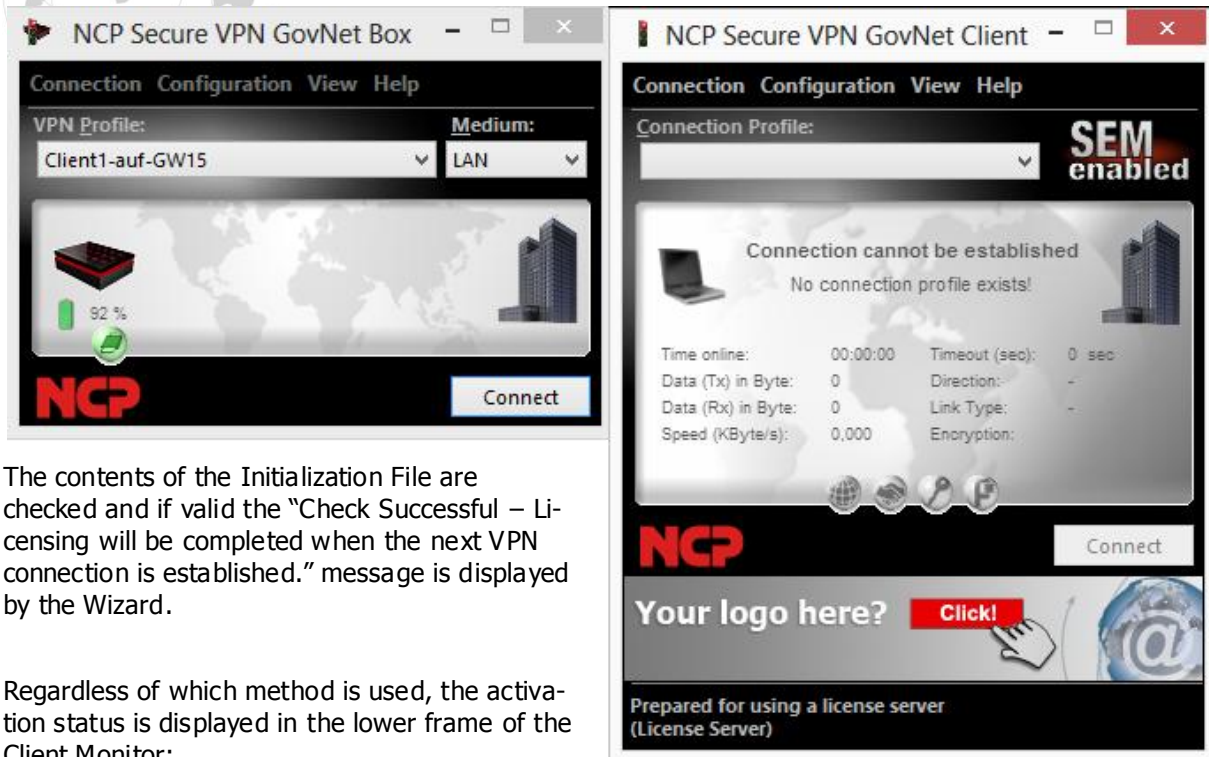 NCP Secure VPN GovNet Box
Connection Configuration View Help
VPN Profile: Medium:
Client1-auf-GW15 LAN
92 %
NCP
Connect
The contents of the Initialization File are
checked and if valid the “Check Successful – Li-
censing will be completed when the next VPN
connection is established.” message is displayed
by the Wizard.
Regardless of which method is used, the activa-
tion status is displayed in the lower frame of the
Client Monitor:
NCP Secure VPN GovNet Client
Connection Configuration View Help
Connection Profile:
SEM
enabled
Connection cannot be established
No connection profile exists!
Time online: 00:00:00 Timeout (sec): 0 sec
Data (Tx) in Byte: 0 Direction: -
Data (Rx) in Byte: 0 Link Type: -
Speed (KByte/s): 0,000 Encryption:
NCP
Connect
Your logo here? Click!
@
Prepared for using a license server
(License Server)